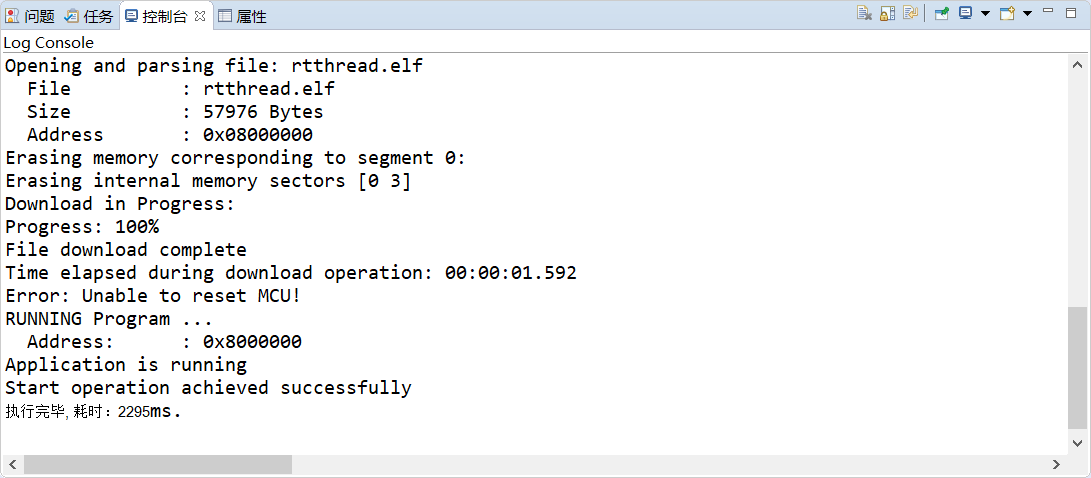 问题 任务 控制台 属性
Log Console
Opening and parsing file: rtthread.elf
File : rtthread.elf
Size : 57976 Bytes
Address : 0x08000000
Erasing memory corresponding to segment 0:
Erasing internal memory sectors [0 3]
Download in Progress:
Progress: 100%
File download complete
Time elapsed during download operation: 00:00:01.592
Error: Unable to reset MCU!
RUNNING Program ...
Address: : 0x8000000
Application is running
Start operation achieved successfully
执行完毕, 耗时：2295ms.